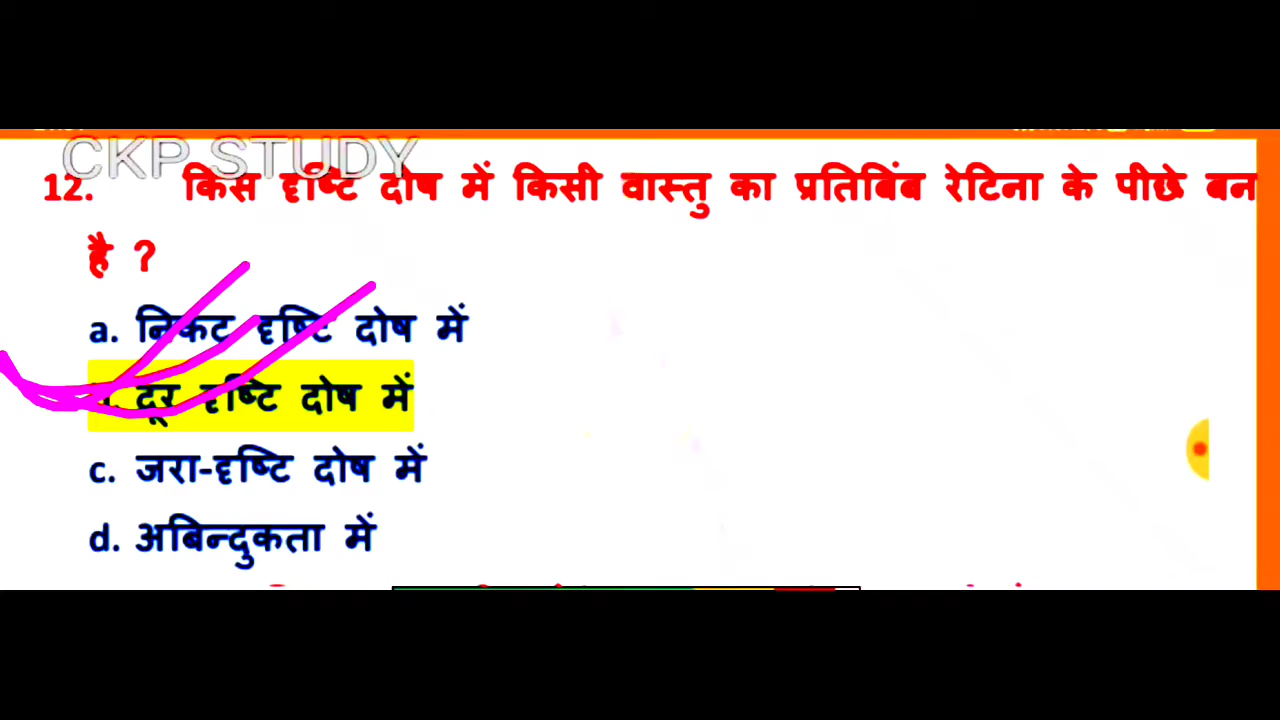 CKP STUDY
12. किस दृष्टि दोष में किसी वास्तु का प्रतिबिंब रेटिना के पीछे बन
है ?
a. निकट दृष्टि दोष में
दूर दृष्टि दोष में
c. जरा-दृष्टि दोष में
d. अबिन्दुकता में